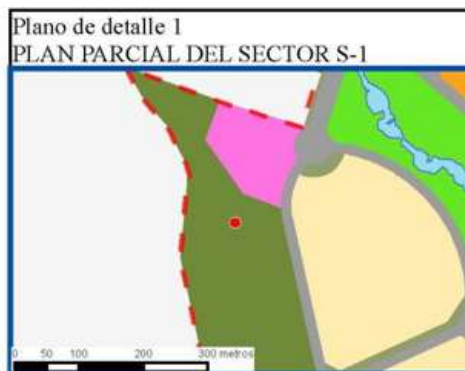 Plano de detalle 1
PLAN PARCIAL DEL SECTOR S-1
0 50 100 200 300 metros